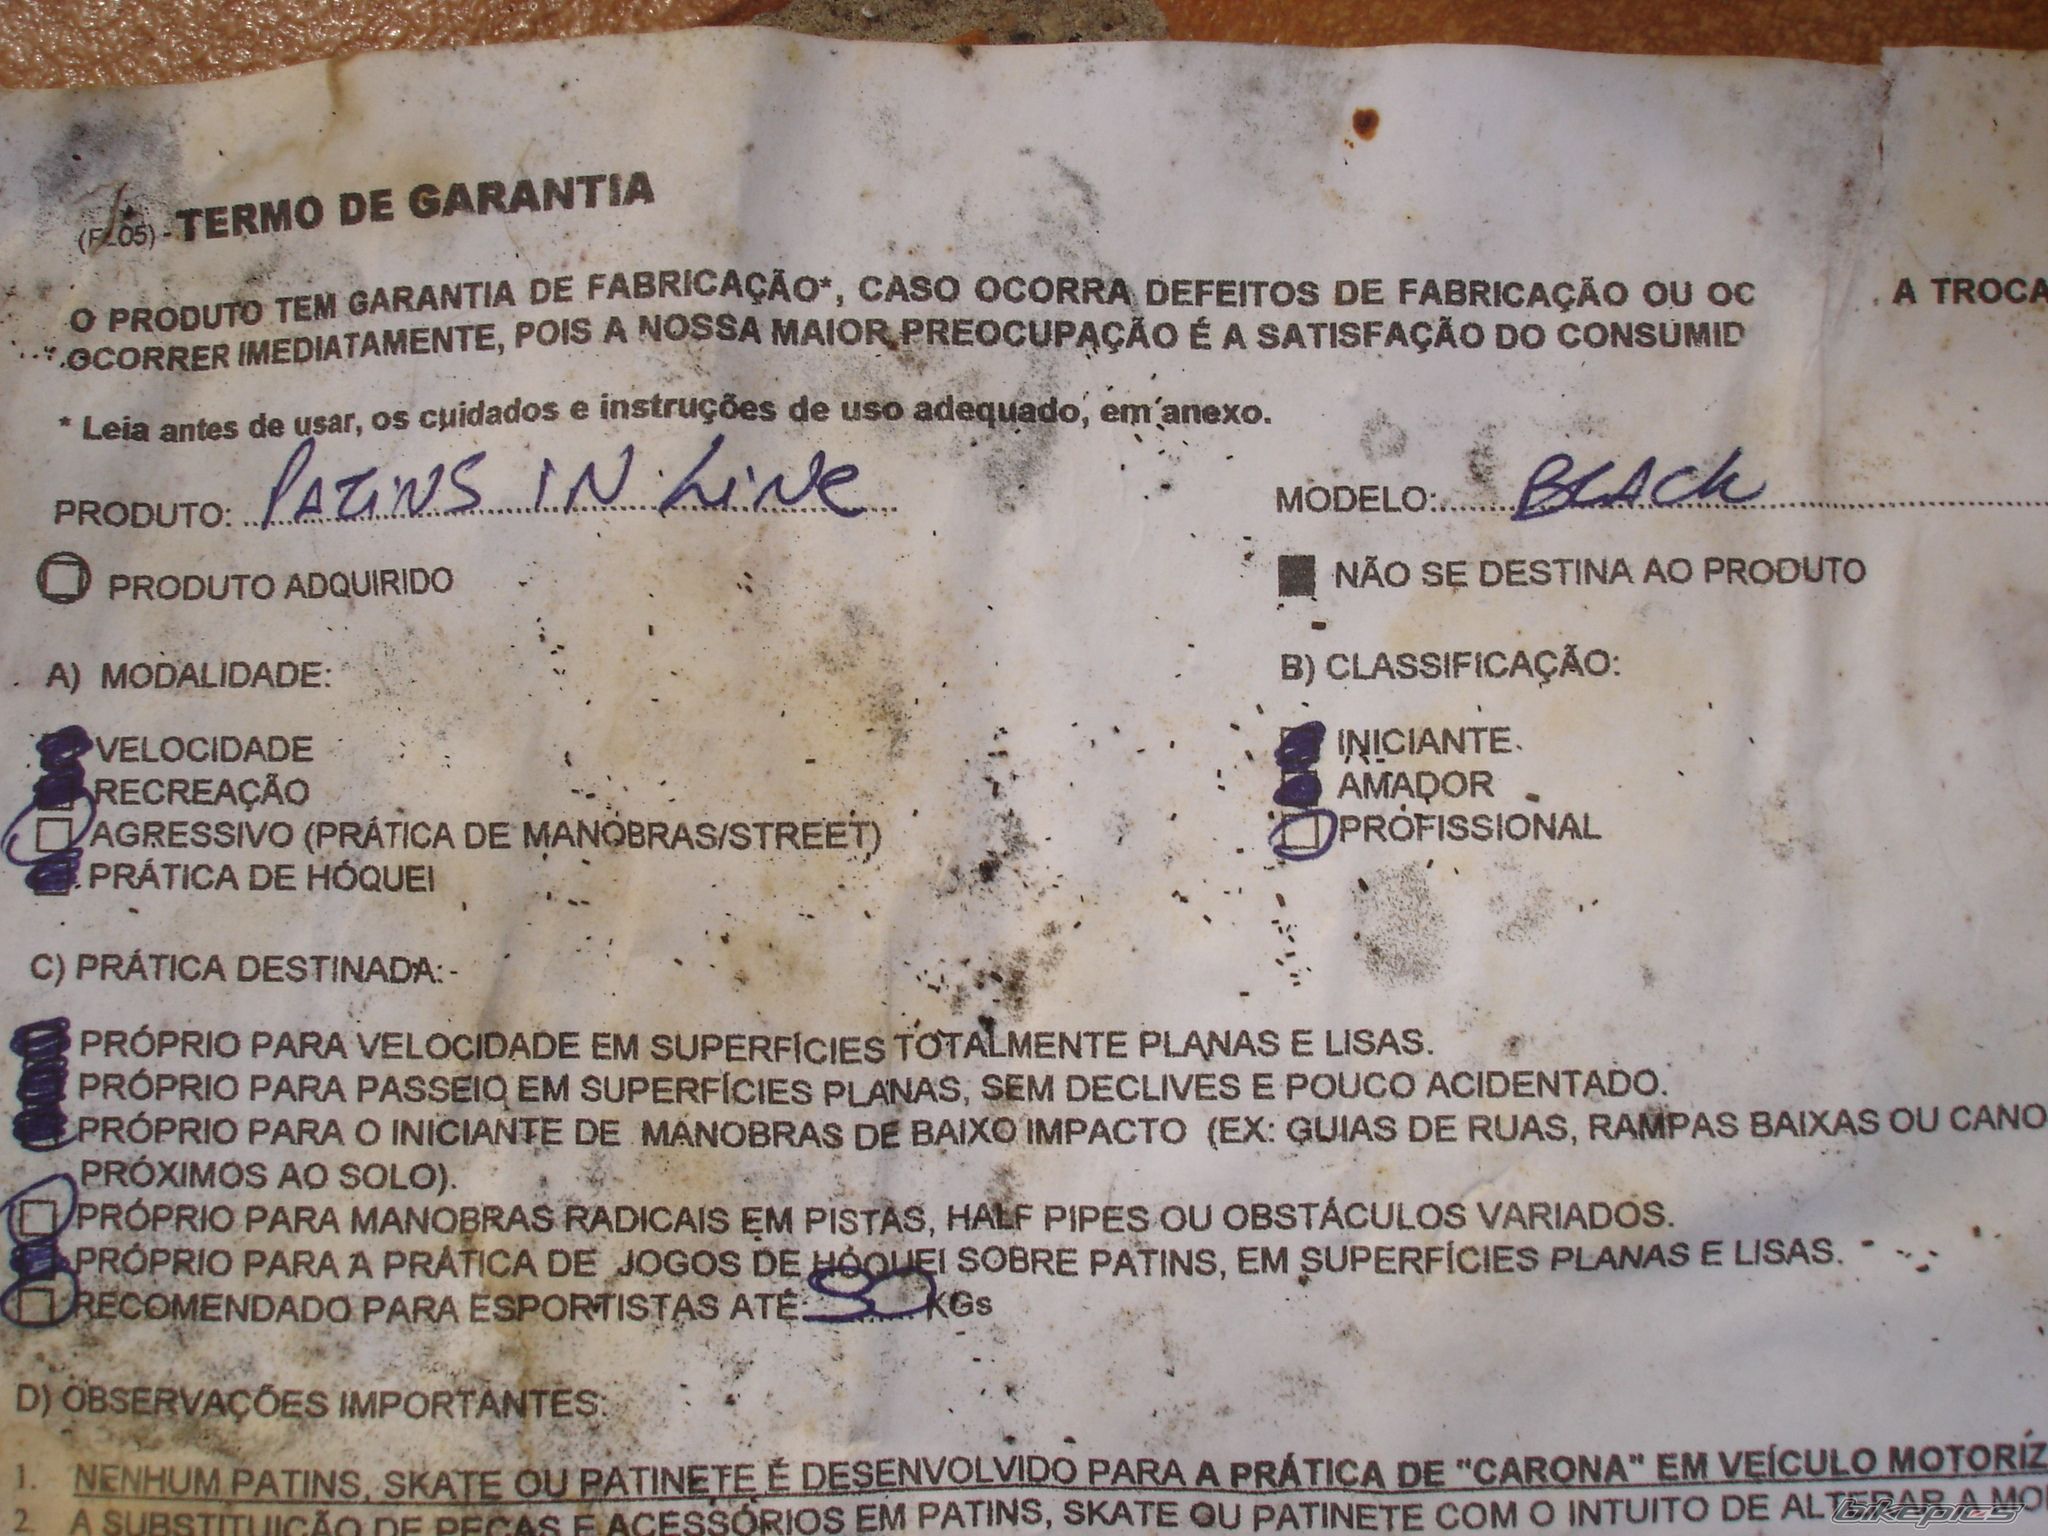 (FL05) - TERMO DE GARANTIA
O PRODUTO TEM GARANTIA DE FABRICAÇÃO*, CASO OCORRA DEFEITOS DE FABRICAÇÃO OU OC . A TROCA
OCORRER IMEDIATAMENTE, POIS A NOSSA MAIOR PREOCUPAÇÃO É A SATISFAÇÃO DO CONSUMID
* Leia antes de usar, os cuidados e instruções de uso adequado, em anexo.
PRODUTO: PATINS IN LINE MODELO: BLACK
PRODUTO ADQUIRIDO NÃO SE DESTINA AO PRODUTO
A) MODALIDADE: B) CLASSIFICAÇÃO:
VELOCIDADE INICIANTE
RECREAÇÃO AMADOR
AGRESSIVO (PRÁTICA DE MANOBRAS/STREET) PROFISSIONAL
PRÁTICA DE HÓQUEI
C) PRÁTICA DESTINADA:
PRÓPRIO PARA VELOCIDADE EM SUPERFÍCIES TOTALMENTE PLANAS E LISAS.
PRÓPRIO PARA PASSEIO EM SUPERFÍCIES PLANAS, SEM DECLIVES E POUCO ACIDENTADO.
PRÓPRIO PARA O INICIANTE DE MANOBRAS DE BAIXO IMPACTO (EX: GUIAS DE RUAS, RAMPAS BAIXAS OU CANO
PRÓXIMOS AO SOLO).
PRÓPRIO PARA MANOBRAS RADICAIS EM PISTAS, HALF PIPES OU OBSTÁCULOS VARIADOS.
PRÓPRIO PARA A PRÁTICA DE JOGOS DE HÓQUEI SOBRE PATINS, EM SUPERFÍCIES PLANAS E LISAS.
RECOMENDADO PARA ESPORTISTAS ATÉ: KGs
D) OBSERVAÇÕES IMPORTANTES:
1. NENHUM PATINS, SKATE OU PATINETE É DESENVOLVIDO PARA A PRÁTICA DE "CARONA" EM VEÍCULO MOTORIZ
2. A SUBSTITUIÇÃO DE PEÇAS E ACESSÓRIOS EM PATINS, SKATE OU PATINETE COM O INTUITO DE ALTERAR A MO
bikepics